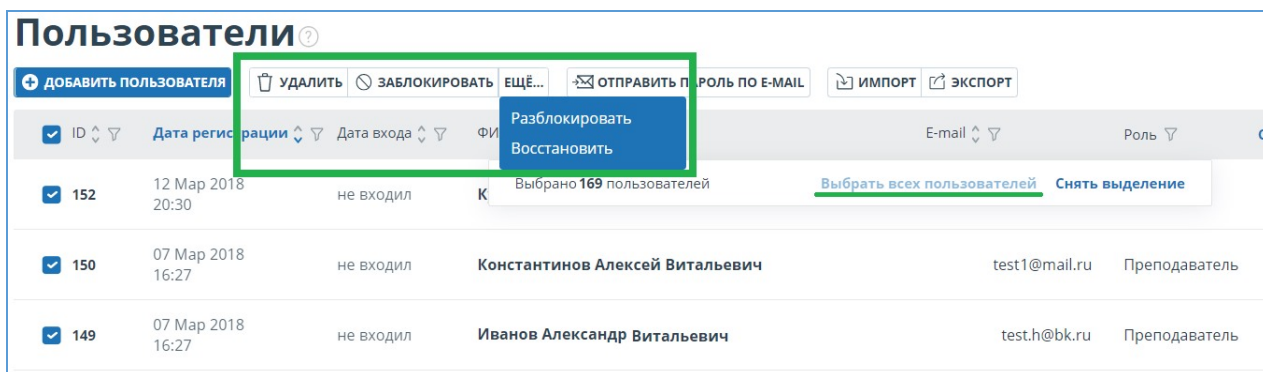 Пользователи ?
ДОБАВИТЬ ПОЛЬЗОВАТЕЛЯ УДАЛИТЬ ЗАБЛОКИРОВАТЬ ЕЩЁ... ОТПРАВИТЬ ПАРОЛЬ ПО E-MAIL ИМПОРТ ЭКСПОРТ
Разблокировать
Восстановить
ID Дата регистрации Дата входа E-mail Роль
Выбрано 169 пользователей Выбрать всех пользователей Снять выделение
152 12 Мар 2018 не входил К
20:30
150 07 Мар 2018 не входил Константинов Алексей Витальевич test1@mail.ru Преподаватель
16:27
149 07 Мар 2018 не входил Иванов Александр Витальевич test.h@bk.ru Преподаватель
16:27